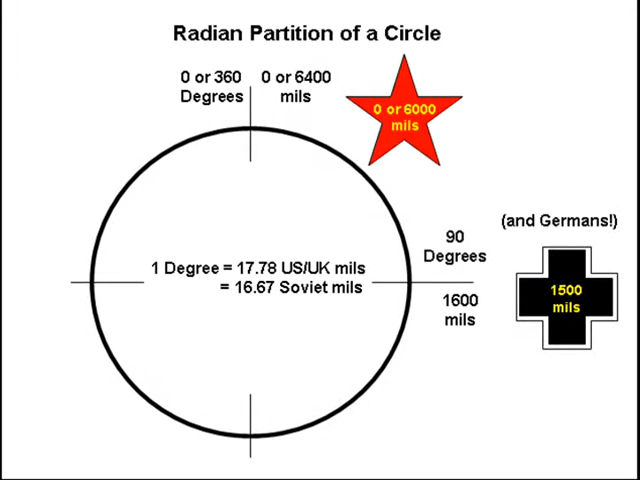 Radian Partition of a Circle
0 or 360
Degrees
0 or 6400
mils
0 or 6000
mils
(and Germans!)
90
Degrees
1 Degree = 17.78 US/UK mils
= 16.67 Soviet mils
1600
mils
1500
mils